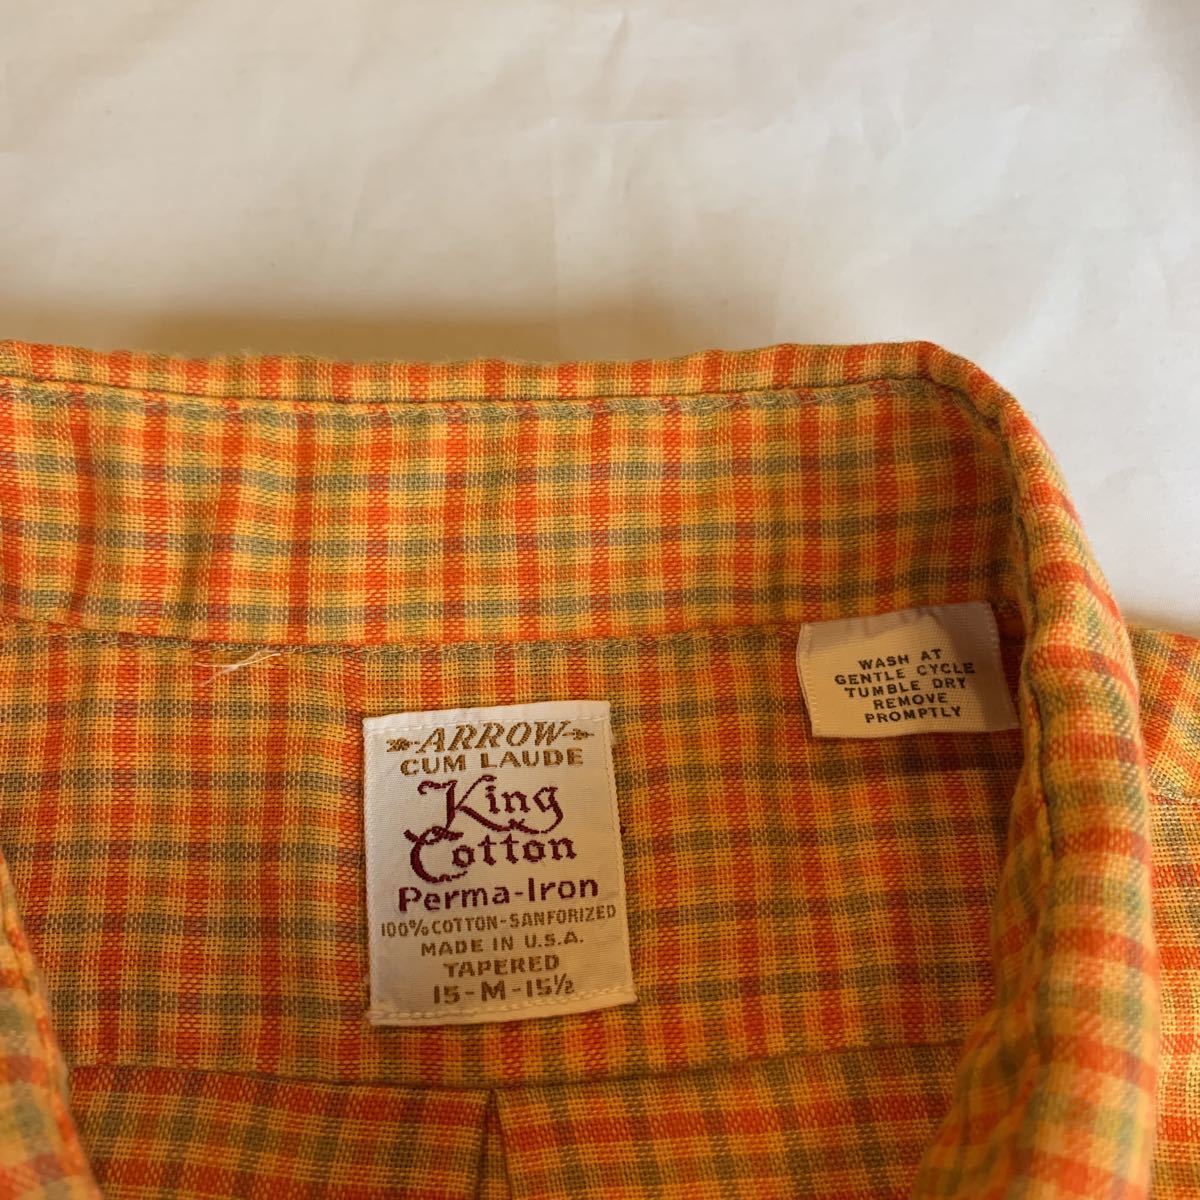 ARROW
CUM LAUDE
King
Cotton
Perma-Iron
100% COTTON-SANFORIZED
MADE IN U.S.A.
TAPERED
15-M-15½
WASH AT
GENTLE CYCLE
TUMBLE DRY
REMOVE
PROMPTLY